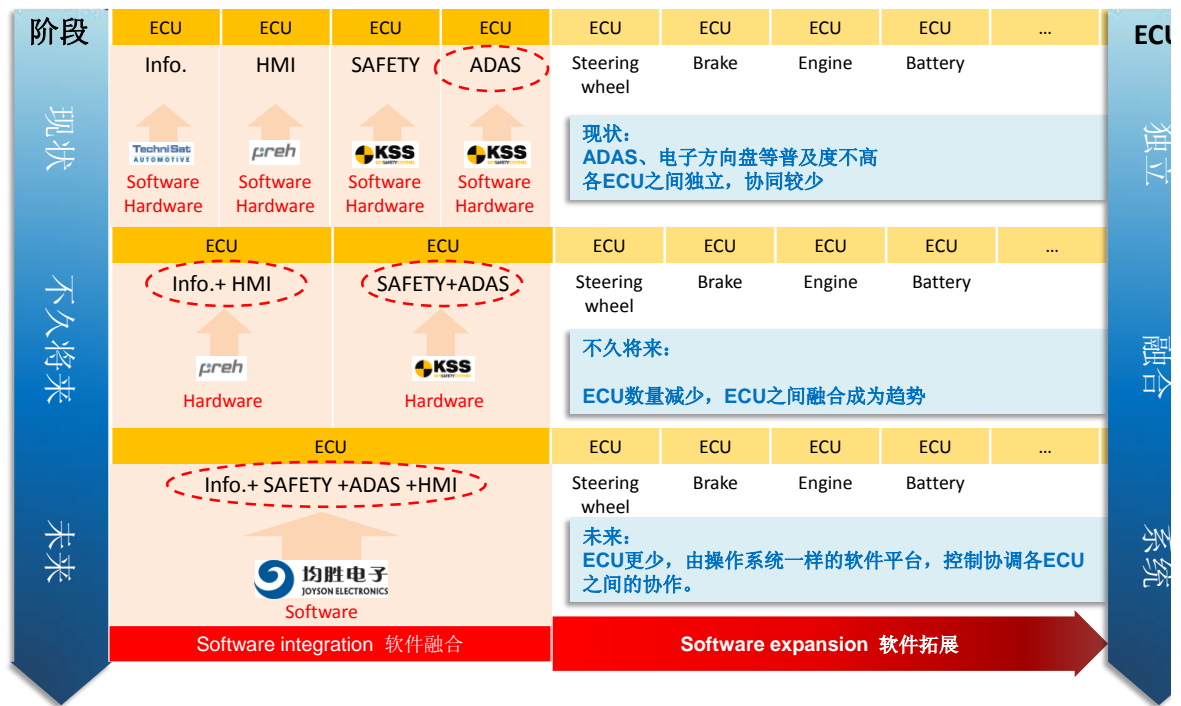 阶段
ECU ECU ECU ECU ECU ECU ECU ECU ...
ECU
Info. HMI SAFETY ADAS Steering wheel Brake Engine Battery
现状
TechniSat
AUTOMOTIVE
preh
KSS
KSS
Software Software Software Software
Hardware Hardware Hardware Hardware
现状：
ADAS、电子方向盘等普及度不高
各ECU之间独立，协同较少
独立
ECU ECU ECU ECU ECU ECU ...
Info.+ HMI SAFETY+ADAS Steering wheel Brake Engine Battery
不久将来
preh
KSS
Hardware Hardware
不久将来：
ECU数量减少，ECU之间融合成为趋势
融合
ECU ECU ECU ECU ECU ...
Info.+ SAFETY +ADAS +HMI Steering wheel Brake Engine Battery
未来
均胜电子
JOYSON ELECTRONICS
Software
未来：
ECU更少，由操作系统一样的软件平台，控制协调各ECU
之间的协作。
系统
Software integration 软件融合
Software expansion 软件拓展